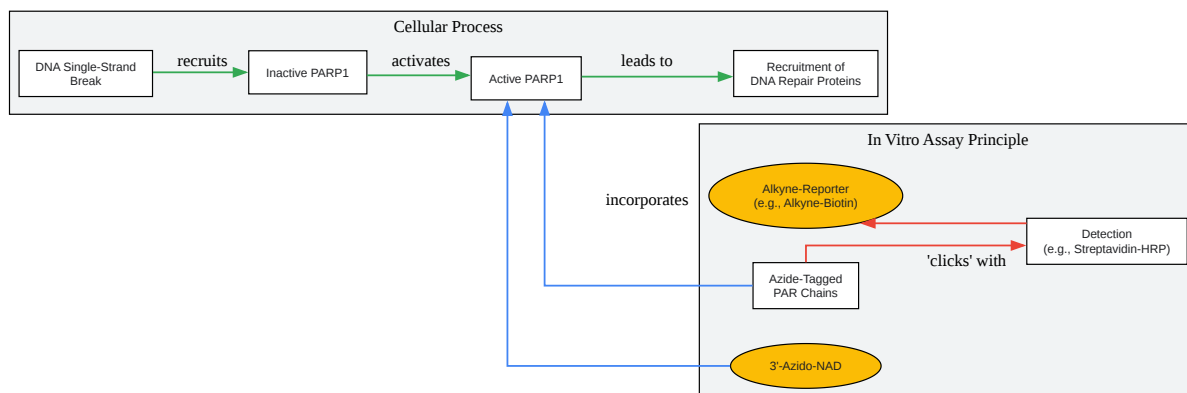 Cellular Process
DNA Single-Strand
Break
recruits
Inactive PARP1
activates
Active PARP1
leads to
Recruitment of
DNA Repair Proteins
In Vitro Assay Principle
incorporates
Alkyne-Reporter
(e.g., Alkyne-Biotin)
Detection
(e.g., Streptavidin-HRP)
'clicks' with
Azide-Tagged
PAR Chains
3'-Azido-NAD